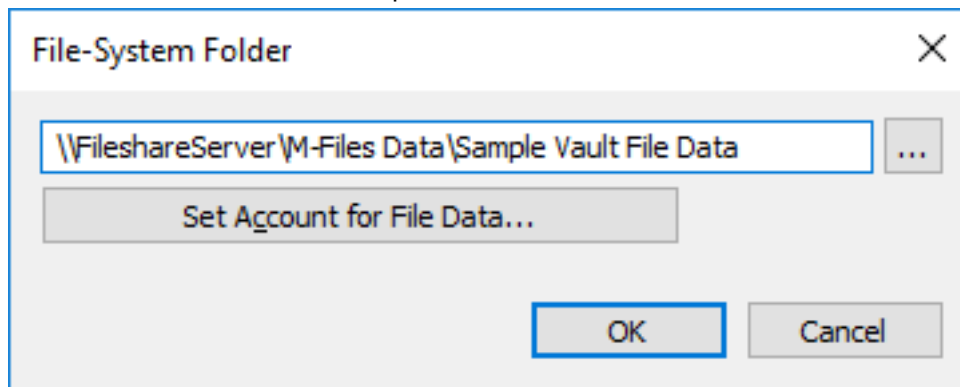 File-System Folder
\\FileshareServer\M-Files Data\Sample Vault File Data
...
Set Account for File Data...
OK
Cancel